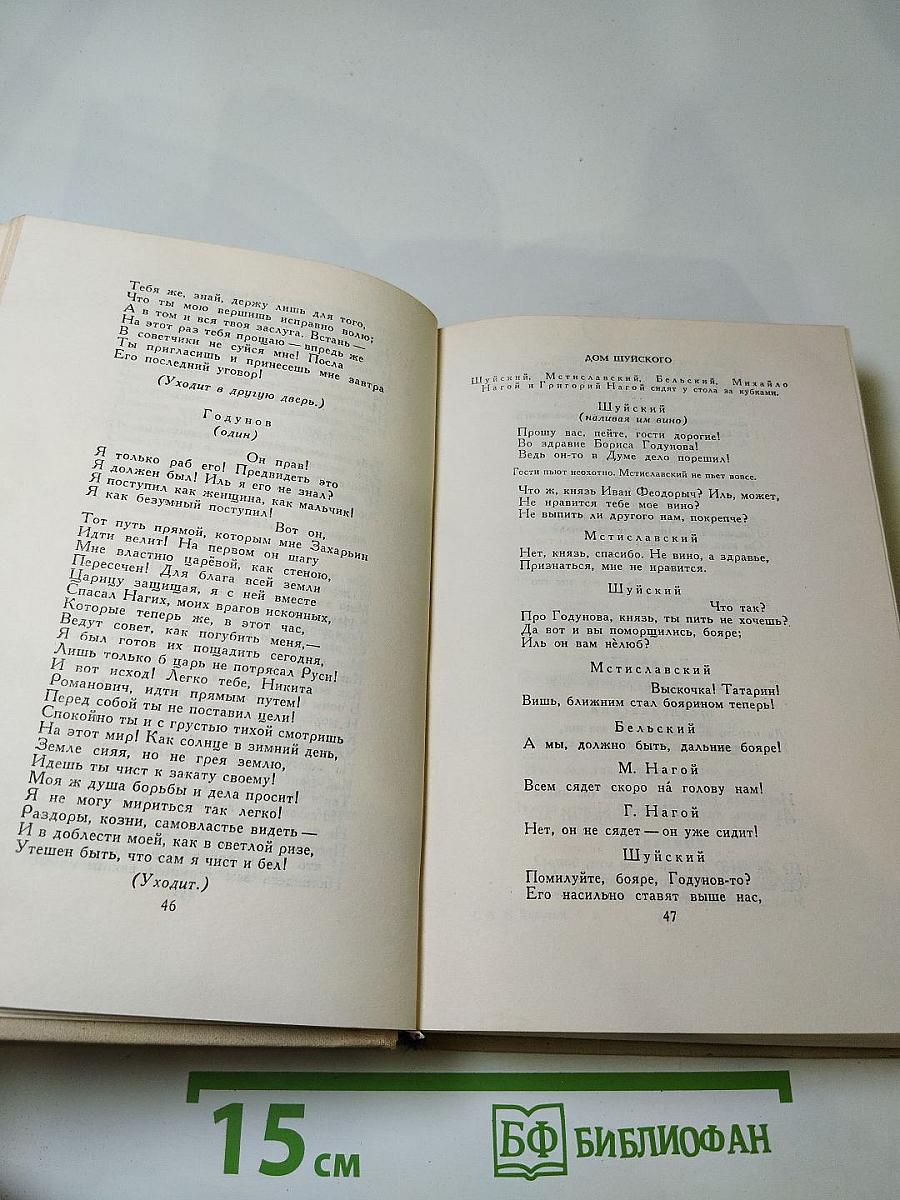 Тебя же, знай, держу лишь для того,
Что ты мою вершишь исправно волю;
А в том и вся твоя заслуга. Встань —
На этот раз тебя прощаю — впредь же
В советчики не суйся мне! Посла
Ты пригласишь и принесешь мне завтра
Его последний уговор!
(Уходит в другую дверь.)
Годунов
(один)
Он прав!
Я только раб его! Предвидеть это
Я должен был! Иль я его не знал?
Я поступил как женщина, как мальчик!
Я как безумный поступил!
Вот он,
Тот путь прямой, которым мне Захарьин
Идти велит! На первом он шагу
Мне властию царёвой, как стеною,
Пересечен! Для блага всей земли
Царицу защищая, я с ней вместе
Спасал Нагих, моих врагов исконных,
Которые теперь же, в этот час,
Ведут совет, как погубить меня,—
Я был готов их пощадить сегодня,
Лишь только б царь не потрясал Руси!
И вот исход! Легко тебе, Никита
Романович, идти прямым путем!
Перед собой ты не поставил цели!
Спокойно ты и с грустью тихой смотришь
На этот мир! Как солнце в зимний день,
Земле сияя, но не грея землю,
Идешь ты чист к закату своему!
Моя ж душа борьбы и дела просит!
Я не могу мириться так легко!
Раздоры, козни, самовластье видеть —
И в доблести моей, как в светлой ризе,
Утешен быть, что сам я чист и бел!
(Уходит.)
46
ДОМ ШУЙСКОГО
Шуйский, Мстиславский, Бельский, Михайло
Нагой и Григорий Нагой сидят у стола за кубками.
Шуйский
(наливая им вино)
Прошу вас, пейте, гости дорогие!
Во здравие Бориса Годунова!
Ведь он-то в Думе дело порешил!
Гости пьют неохотно. Мстиславский не пьет вовсе.
Что ж, князь Иван Феодорыч? Иль, может,
Не нравится тебе мое вино?
Не выпить ли другого нам, покрепче?
Мстиславский
Нет, князь, спасибо. Не вино, а здравье,
Признаться, мне не нравится.
Шуйский
Что так?
Про Годунова, князь, ты пить не хочешь?
Да вот и вы поморщились, бояре;
Иль он вам не́люб?
Мстиславский
Выскочка! Татарин!
Вишь, ближним стал боярином теперь!
Бельский
А мы, должно быть, дальние бояре!
М. Нагой
Всем сядет скоро на́ голову нам!
Г. Нагой
Нет, он не сядет — он уже сидит!
Шуйский
Помилуйте, бояре, Годунов-то?
Его насильно ставят выше нас,
47
15 см
БФ БИБЛИОФАН